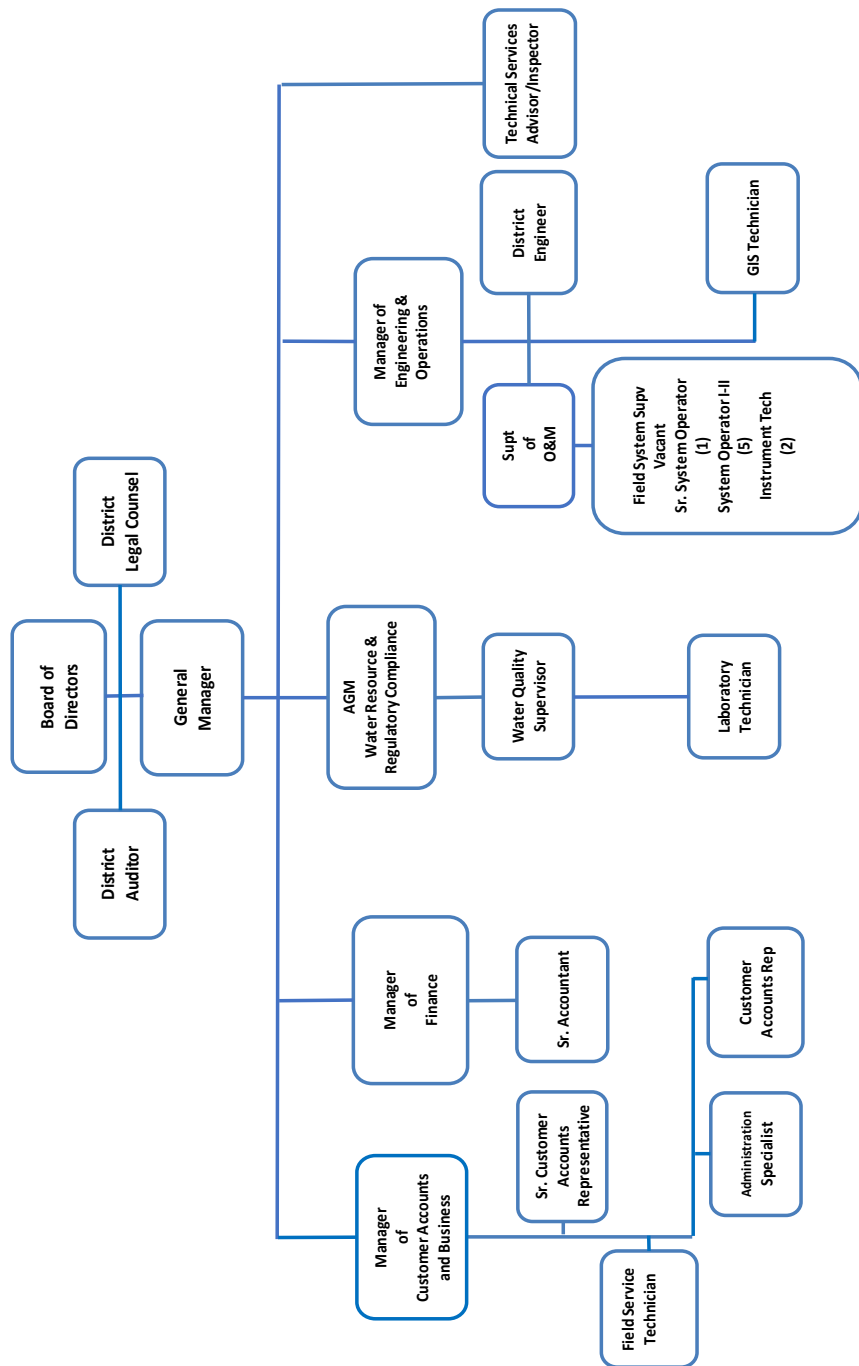 Board of
Directors
District
Auditor
District
Legal Counsel
General
Manager
Manager
of
Customer Accounts
and Business
Manager
of
Finance
AGM
Water Resource &
Regulatory Compliance
Manager of
Engineering &
Operations
Technical Services
Advisor/Inspector
Sr. Customer
Accounts
Representative
Sr. Accountant
Water Quality
Supervisor
Supt
of
O&M
District
Engineer
Field Service
Technician
Administration
Specialist
Customer
Accounts Rep
Laboratory
Technician
Field System Supv
Vacant
Sr. System Operator
(1)
System Operator I-II
(5)
Instrument Tech
(2)
GIS Technician